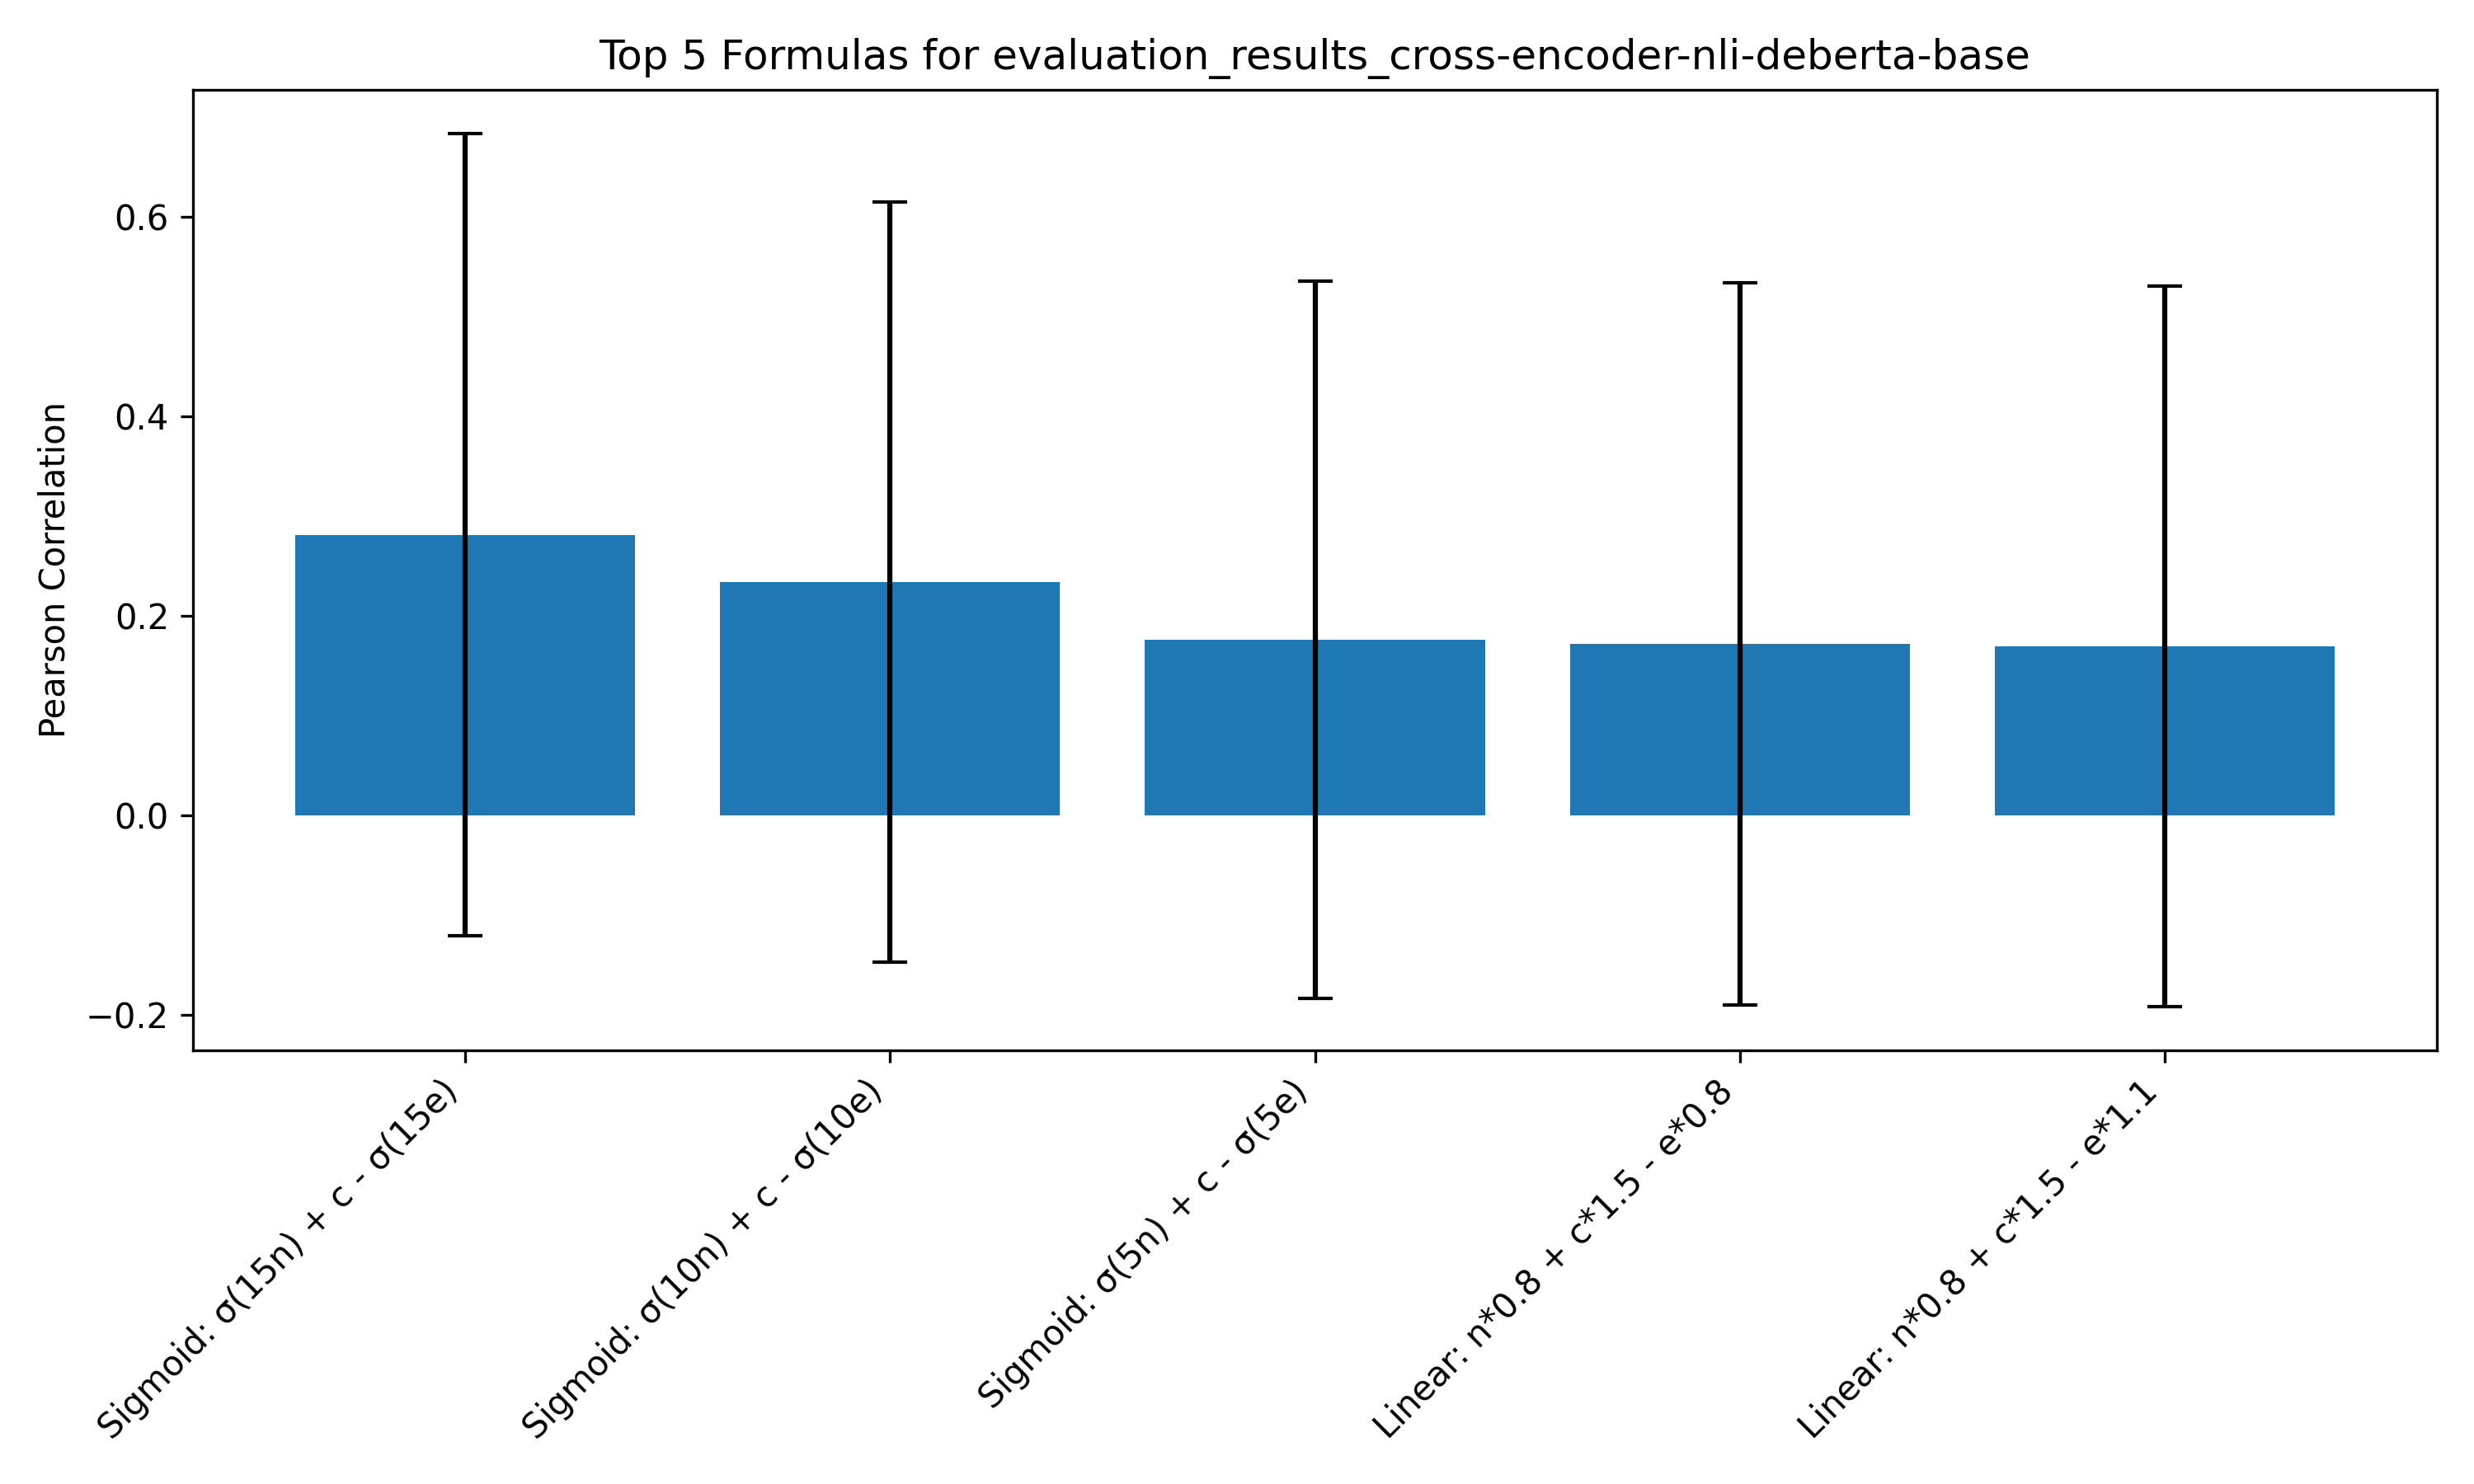 Top 5 Formulas for evaluation_results_cross-encoder-nli-deberta-base
Pearson Correlation
0.6
0.4
0.2
0.0
−0.2
Sigmoid: σ(15n) + c - σ(15e)
Sigmoid: σ(10n) + c - σ(10e)
Sigmoid: σ(5n) + c - σ(5e)
Linear: n*0.8 + c*1.5 - e*0.8
Linear: n*0.8 + c*1.5 - e*1.1